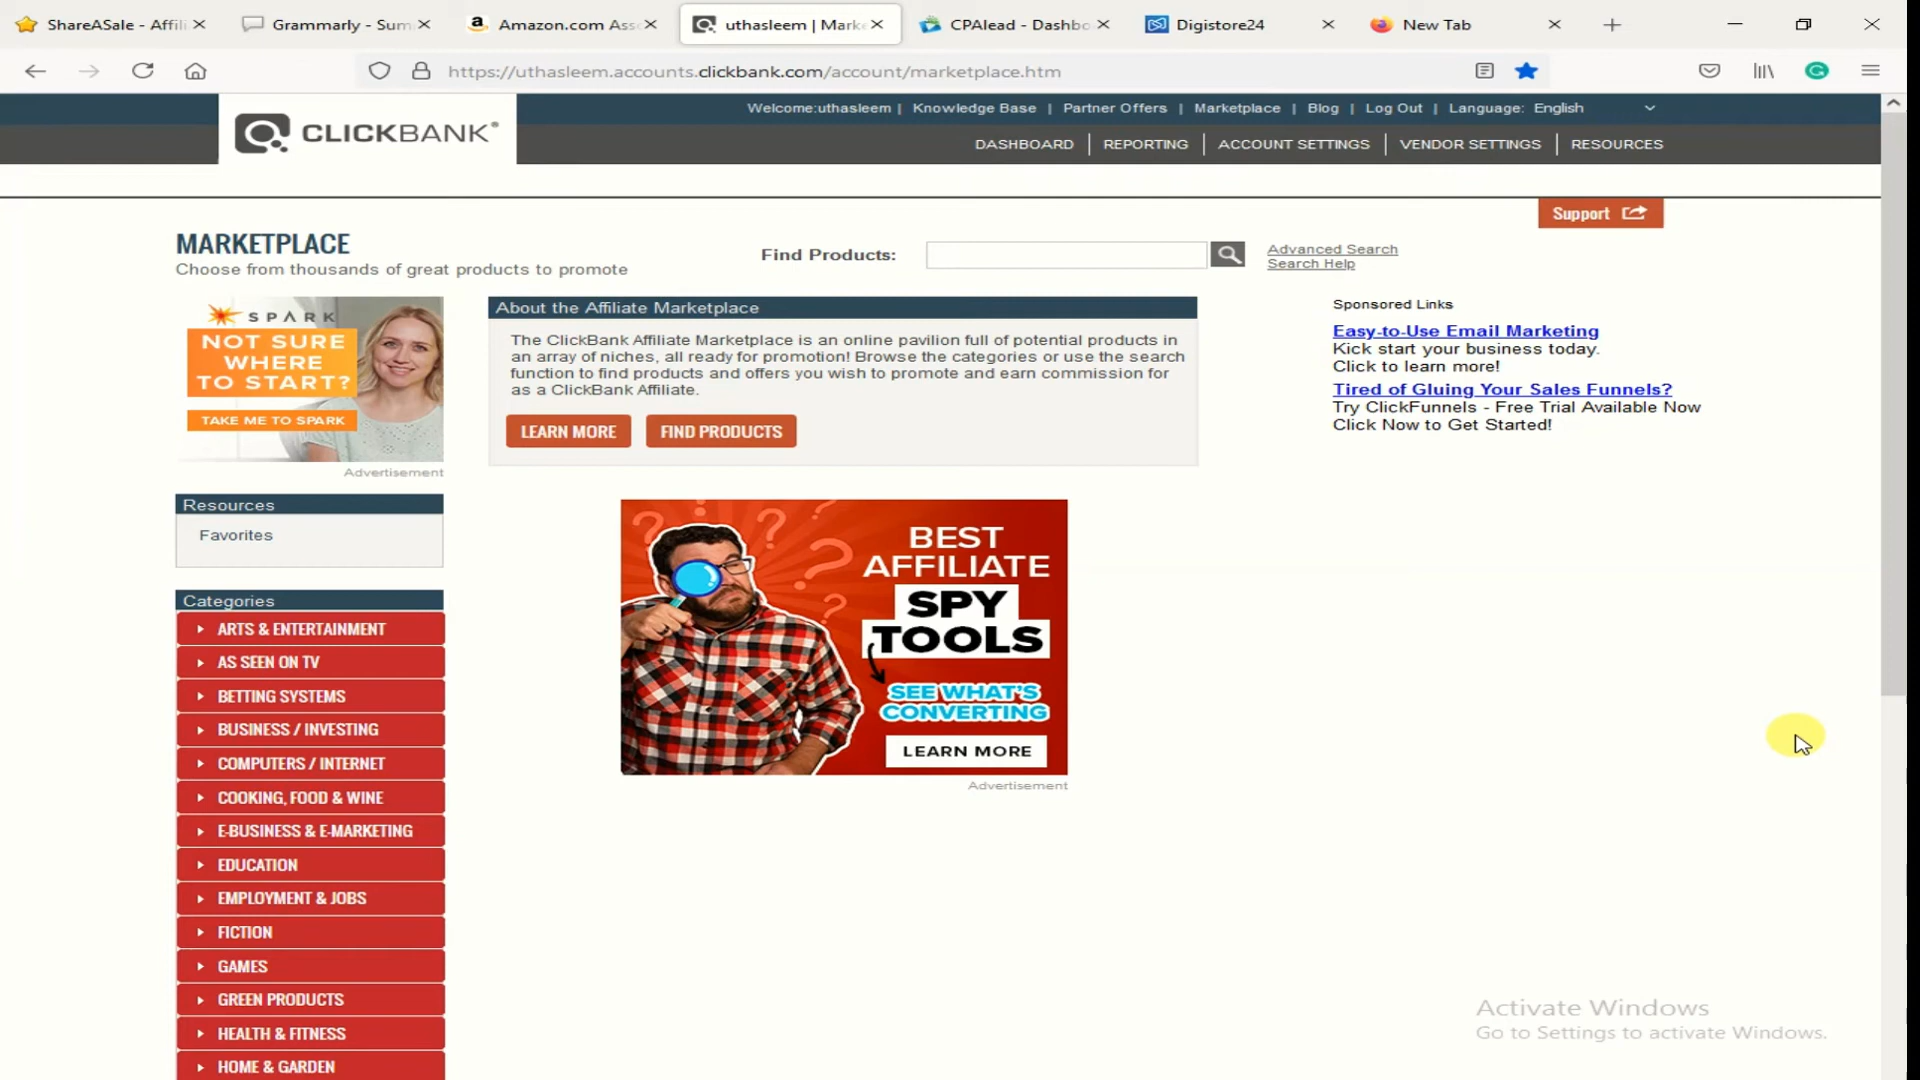 ShareASale - Affili
Grammarly - Sum
Amazon.com Ass
uthasleem | Marke
CPAlead - Dashbo
Digistore24
New Tab
https://uthasleem.accounts.clickbank.com/account/marketplace.htm
CLICKBANK®
Welcome:uthasleem | Knowledge Base | Partner Offers | Marketplace | Blog | Log Out | Language: English
DASHBOARD | REPORTING | ACCOUNT SETTINGS | VENDOR SETTINGS | RESOURCES
Support
MARKETPLACE
Choose from thousands of great products to promote
Find Products:
Advanced Search
Search Help
SPARK
NOT SURE
WHERE
TO START?
TAKE ME TO SPARK
Advertisement
About the Affiliate Marketplace
The ClickBank Affiliate Marketplace is an online pavilion full of potential products in
an array of niches, all ready for promotion! Browse the categories or use the search
function to find products and offers you wish to promote and earn commission for
as a ClickBank Affiliate.
LEARN MORE
FIND PRODUCTS
Sponsored Links
Easy-to-Use Email Marketing
Kick start your business today.
Click to learn more!
Tired of Gluing Your Sales Funnels?
Try ClickFunnels - Free Trial Available Now
Click Now to Get Started!
Resources
Favorites
Categories
ARTS & ENTERTAINMENT
AS SEEN ON TV
BETTING SYSTEMS
BUSINESS / INVESTING
COMPUTERS / INTERNET
COOKING, FOOD & WINE
E-BUSINESS & E-MARKETING
EDUCATION
EMPLOYMENT & JOBS
FICTION
GAMES
GREEN PRODUCTS
HEALTH & FITNESS
HOME & GARDEN
BEST
AFFILIATE
SPY
TOOLS
SEE WHAT'S
CONVERTING
LEARN MORE
Advertisement
Activate Windows
Go to Settings to activate Windows.